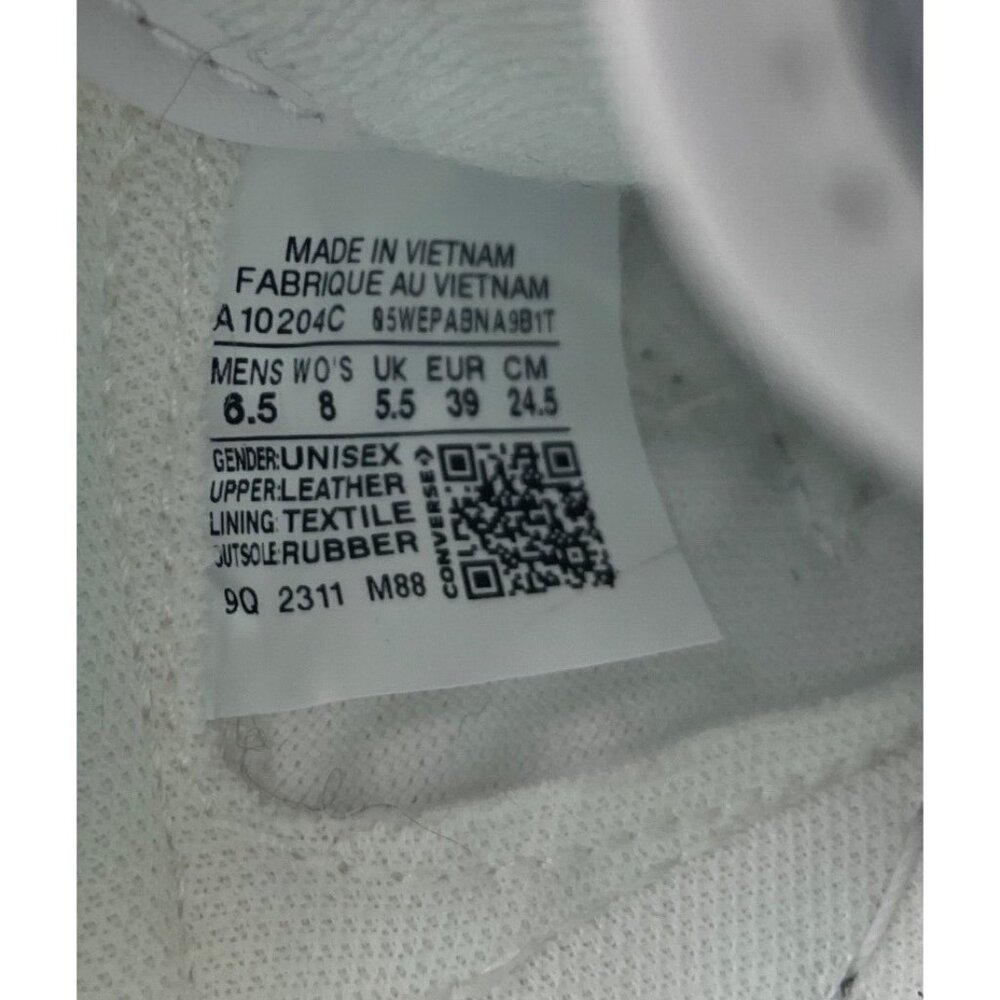 MADE IN VIETNAM
FABRIQUE AU VIETNAM
A10204C
MENS WO'S UK EUR CM
6.5 8 5.5 39 24.5
GENDER:UNISEX
UPPER:LEATHER
LINING: TEXTILE
OUTSOLE:RUBBER
9Q 2311 M88
CONVERSE